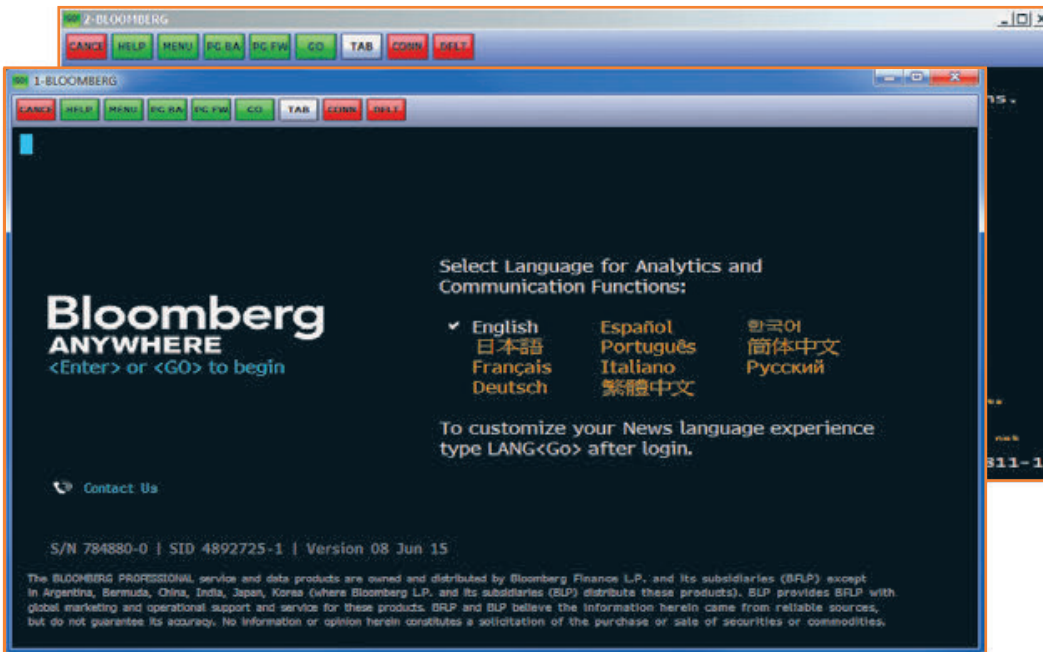 2-BLOOMBERG
CANCE HELP MENU PG BA PG FW GO TAB CONN DELT
1-BLOOMBERG
CANCE HELP MENU PG BA PG FW GO TAB CONN DELT
ns.
Select Language for Analytics and
Communication Functions:
Bloomberg
ANYWHERE
<Enter> or <GO> to begin
✔ English Español 한국어
日本語 Português 简体中文
Français Italiano Русский
Deutsch 繁體中文
To customize your News language experience
type LANG<Go> after login.
311-1
Contact Us
S/N 784880-0 | SID 4892725-1 | Version 08 Jun 15
The BLOOMBERG PROFESSIONAL service and data products are owned and distributed by Bloomberg Finance L.P. and its subsidiaries (BFLP) except
in Argentina, Bermuda, China, India, Japan, Korea (where Bloomberg L.P. and its subsidiaries (BLP) distribute these products). BLP provides BFLP with
global marketing and operational support and service for these products. BFLP and BLP believe the information herein came from reliable sources,
but do not guarantee its accuracy. No information or opinion herein constitutes a solicitation of the purchase or sale of securities or commodities.